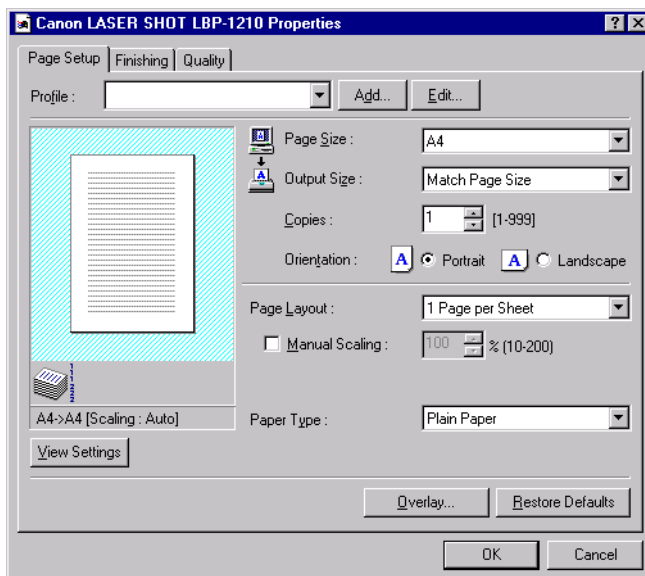 Canon LASER SHOT LBP-1210 Properties
Page Setup Finishing Quality
Profile : Add... Edit...
Page Size : A4
Output Size : Match Page Size
Copies : 1 [1-999]
Orientation : A Portrait A Landscape
Page Layout : 1 Page per Sheet
Manual Scaling : 100 % (10-200)
A4->A4 [Scaling : Auto]
Paper Type : Plain Paper
View Settings
Overlay... Restore Defaults
OK Cancel